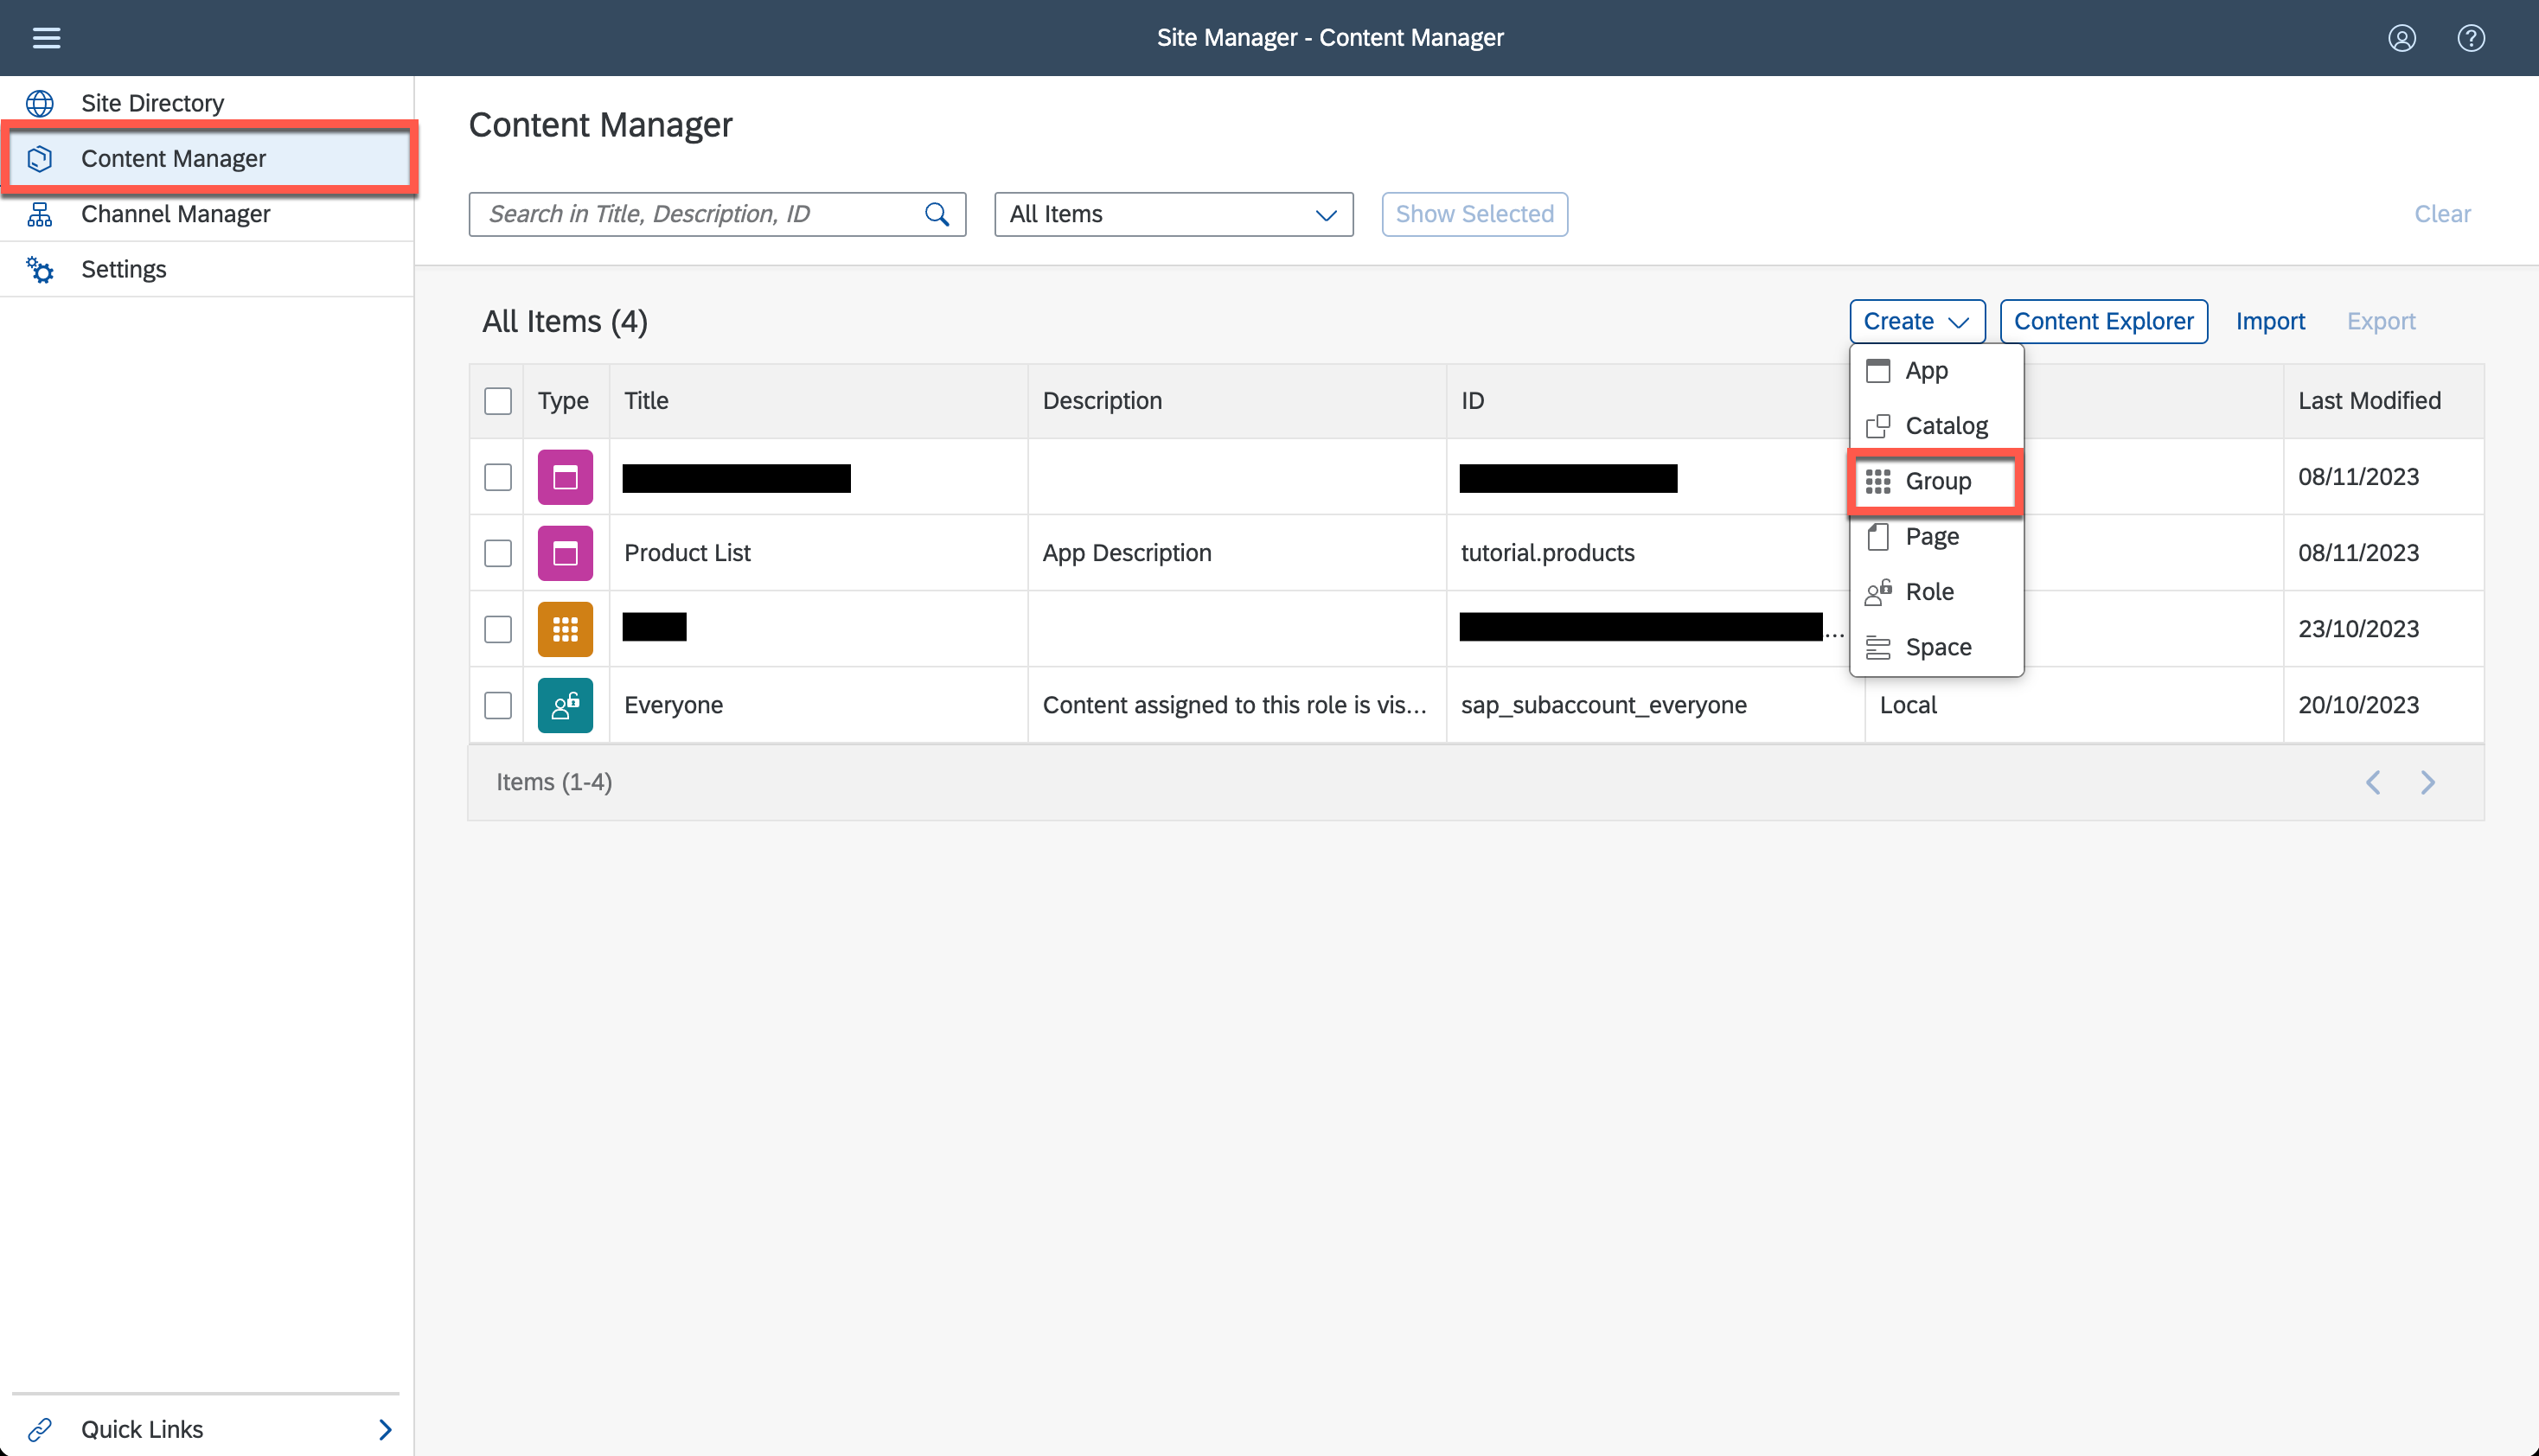 Site Manager - Content Manager
Site Directory
Content Manager
Channel Manager
Settings
Quick Links
Content Manager
Search in Title, Description, ID
All Items
Show Selected
Clear
All Items (4)
Create
Content Explorer
Import
Export
App
Catalog
Group
Page
Role
Space
Type Title Description ID Last Modified
08/11/2023
Product List App Description tutorial.products 08/11/2023
... 23/10/2023
Everyone Content assigned to this role is vis... sap_subaccount_everyone Local 20/10/2023
Items (1-4)